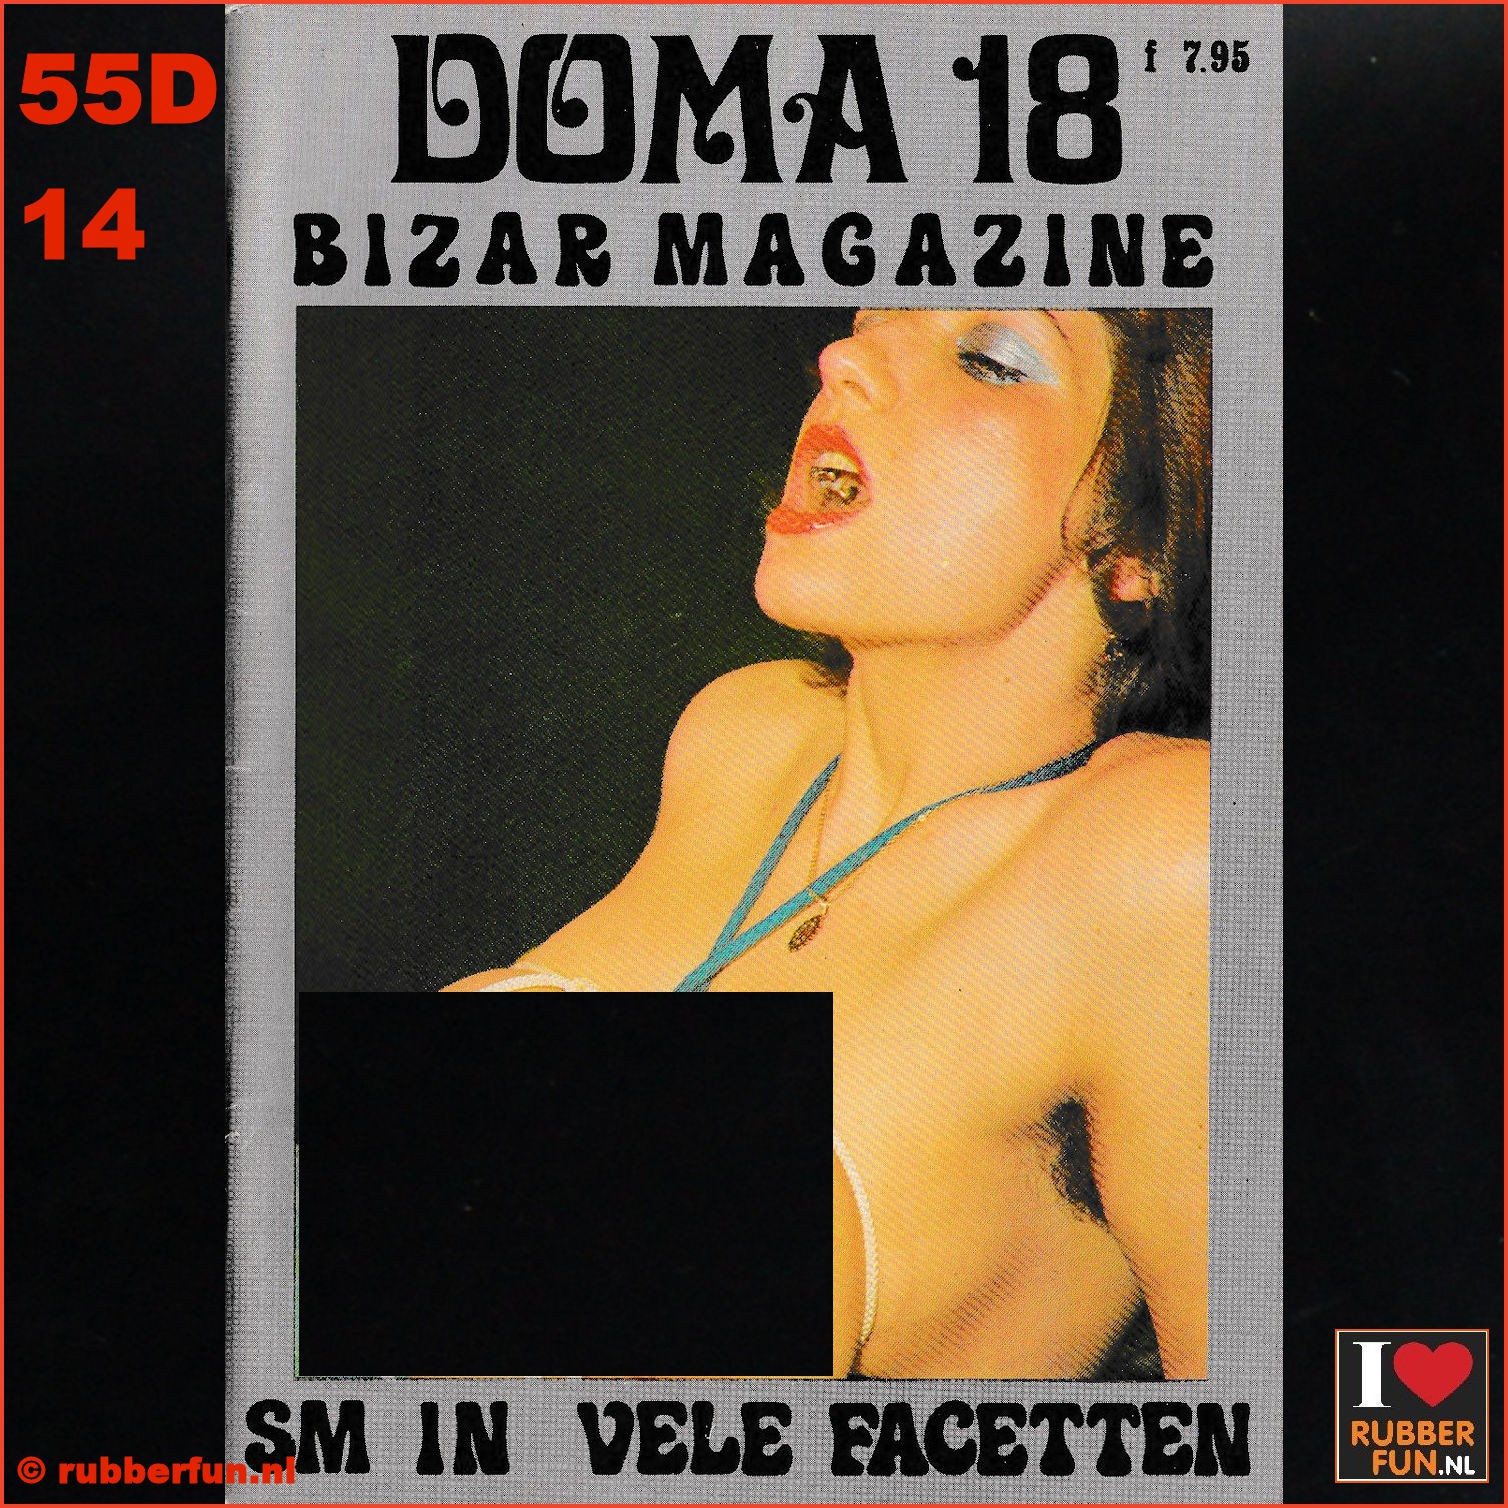 55D
14
DOMA 18
f 7.95
BIZAR MAGAZINE
SM IN VELE FACETTEN
© rubberfun.nl
I
RUBBER
FUN.NL